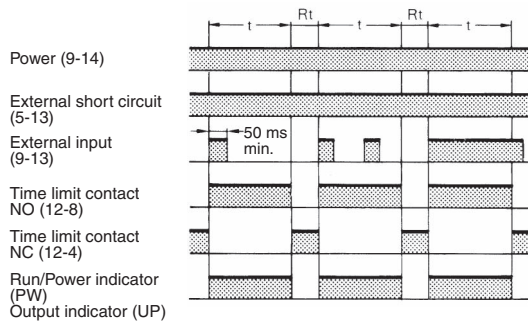 t Rt t Rt t
Power (9-14)
External short circuit
(5-13)
External input
(9-13)
50 ms
min.
Time limit contact
NO (12-8)
Time limit contact
NC (12-4)
Run/Power indicator
(PW)
Output indicator (UP)